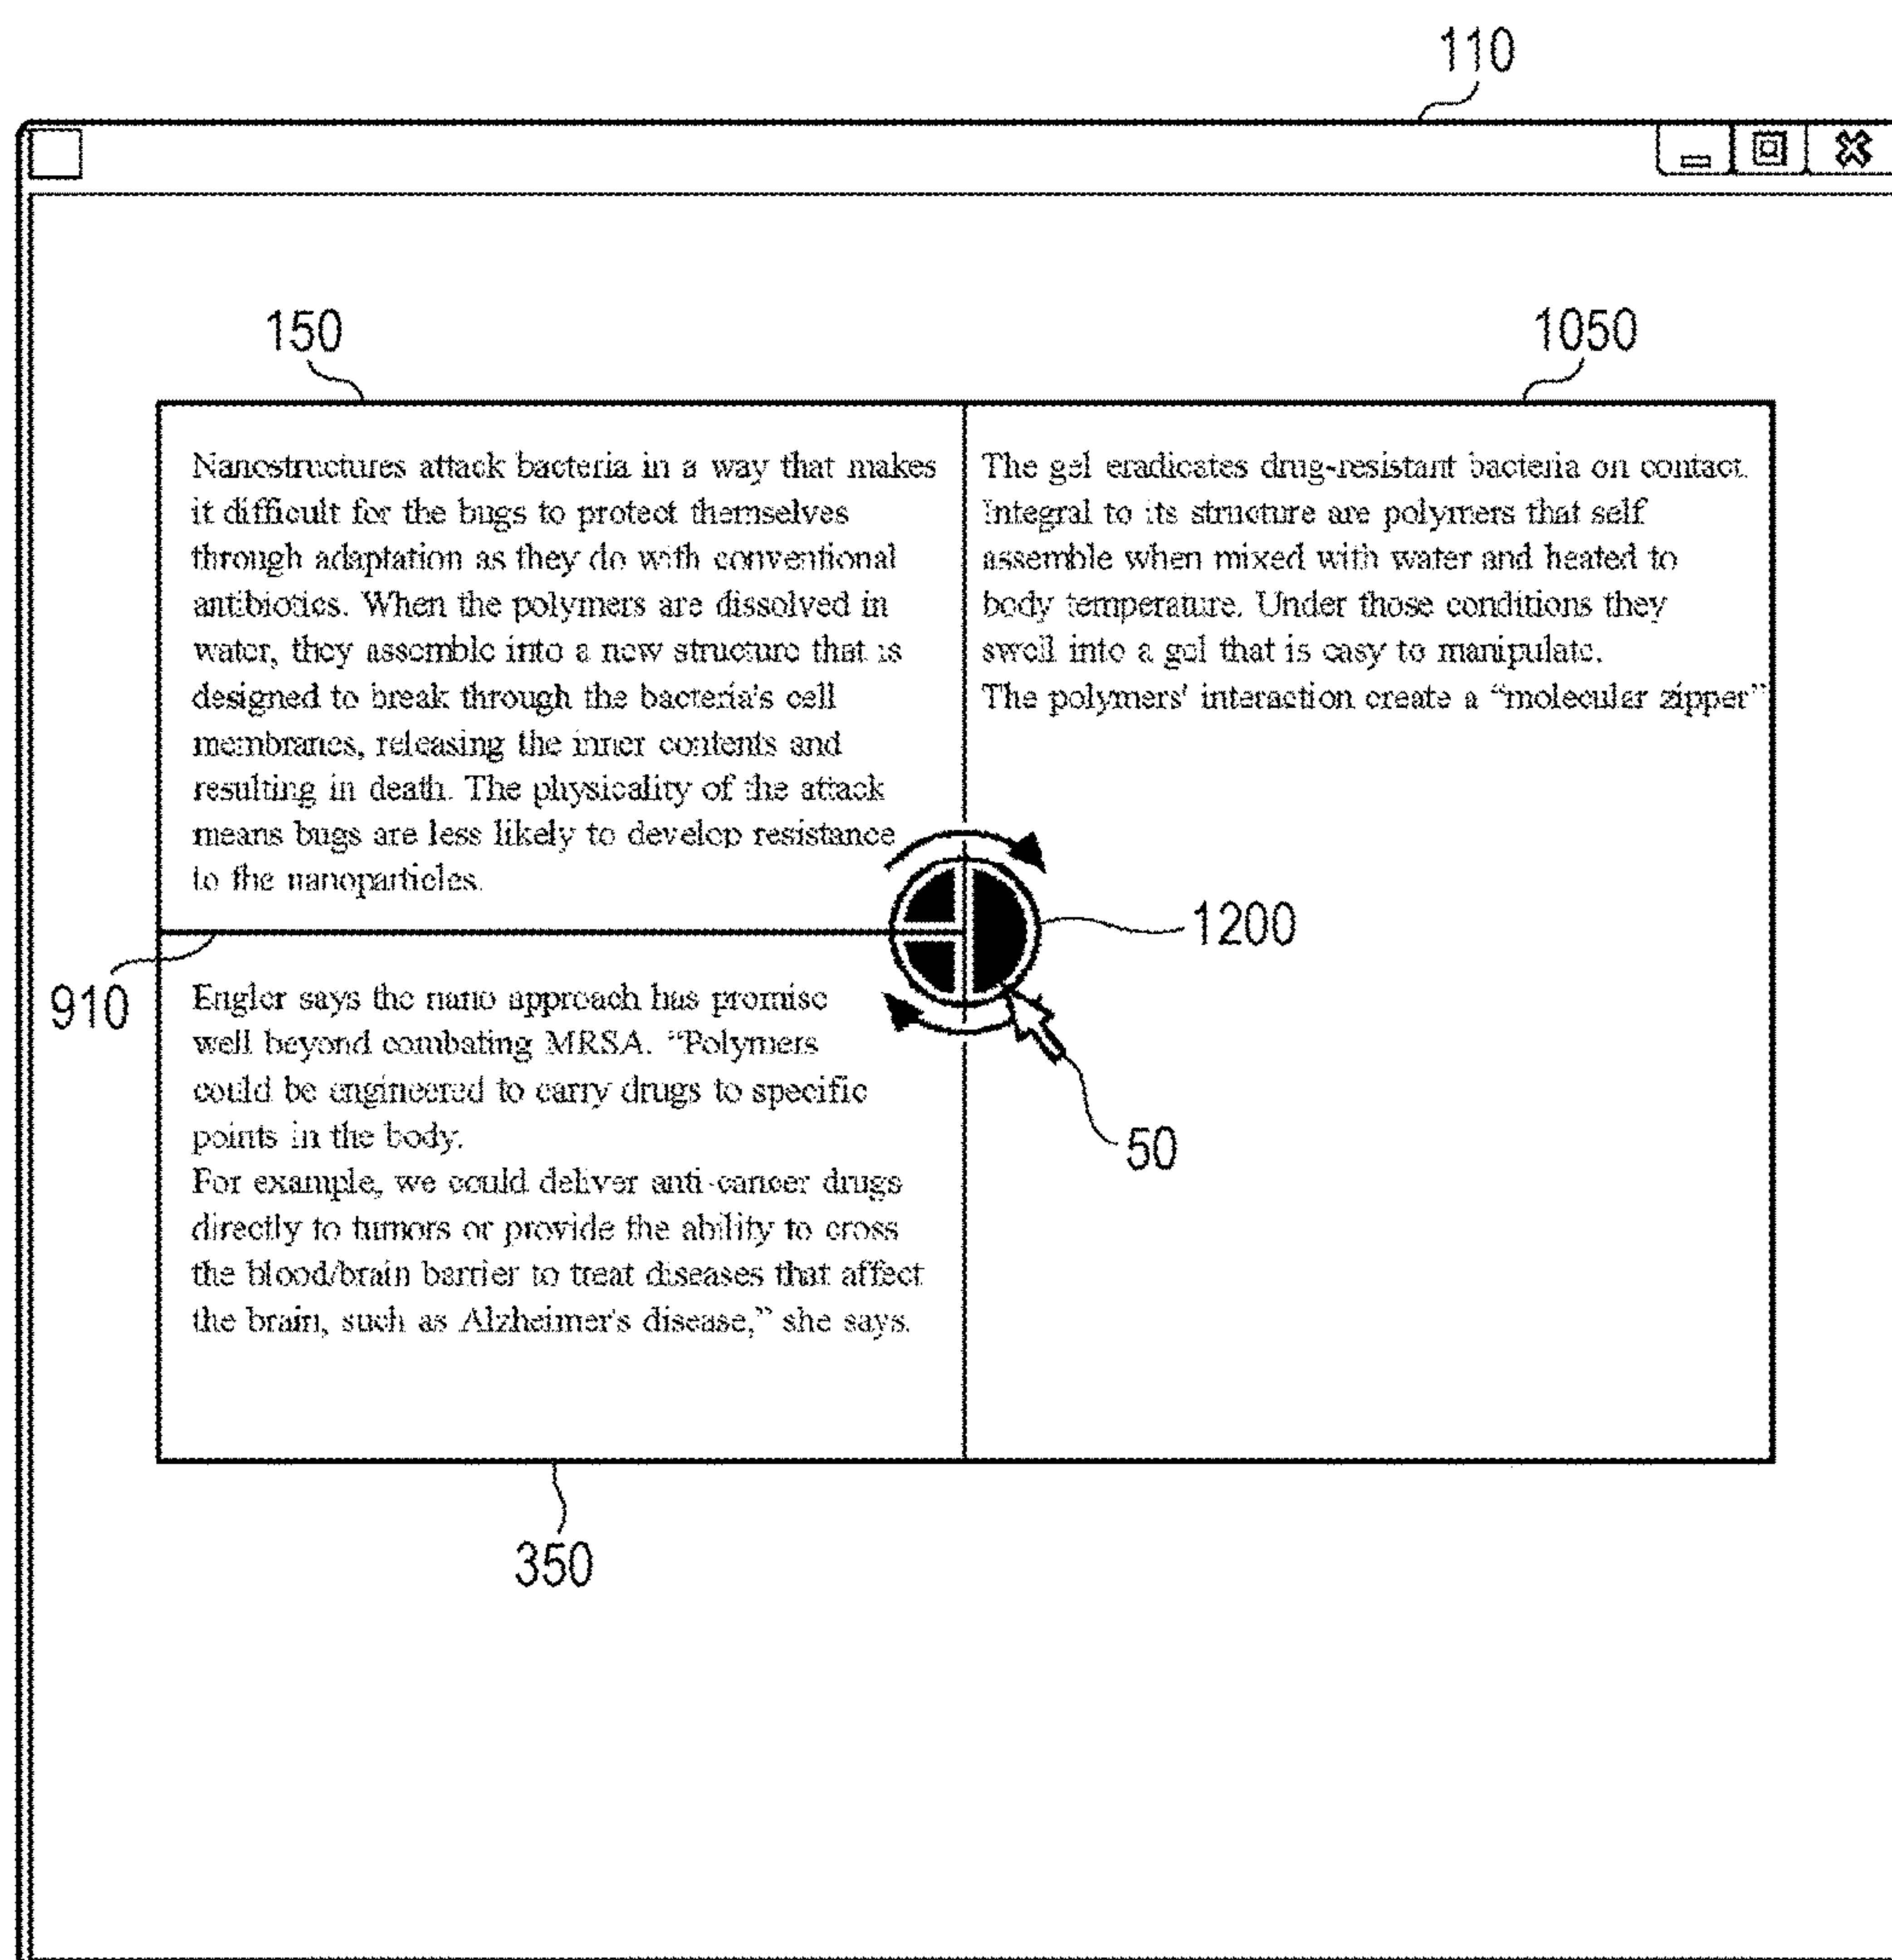 110
150
1050
Nanostructures attack bacteria in a way that makes
it difficult for the bugs to protect themselves
through adaptation as they do with conventional
antibiotics. When the polymers are dissolved in
water, they assemble into a new structure that is
designed to break through the bacteria's cell
membranes, releasing the inner contents and
resulting in death. The physicality of the attack
means bugs are less likely to develop resistance
to the nanoparticles.
The gel eradicates drug-resistant bacteria on contact.
Integral to its structure are polymers that self
assemble when mixed with water and heated to
body temperature. Under those conditions they
swell into a gel that is easy to manipulate.
The polymers' interaction create a “molecular zipper”
1200
910
Engler says the nano approach has promise
well beyond combating MRSA. “Polymers
could be engineered to carry drugs to specific
points in the body.
For example, we could deliver anti-cancer drugs
directly to tumors or provide the ability to cross
the blood/brain barrier to treat diseases that affect
the brain, such as Alzheimer's disease,” she says.
50
350